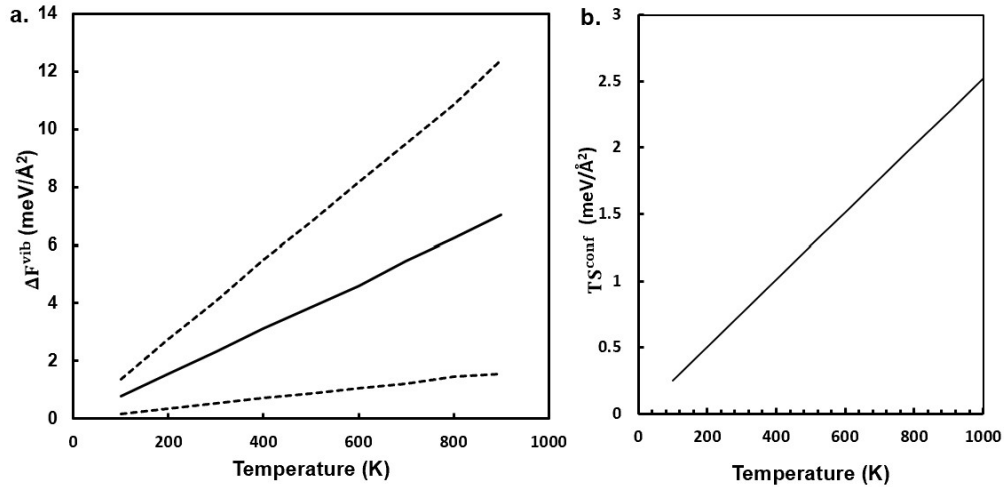 a.
14
12
10
8
6
4
2
0
ΔF^vib (meV/Å²)
0 200 400 600 800 1000
Temperature (K)
b.
3
2.5
2
1.5
1
0.5
0
TS^conf (meV/Å²)
0 200 400 600 800 1000
Temperature (K)